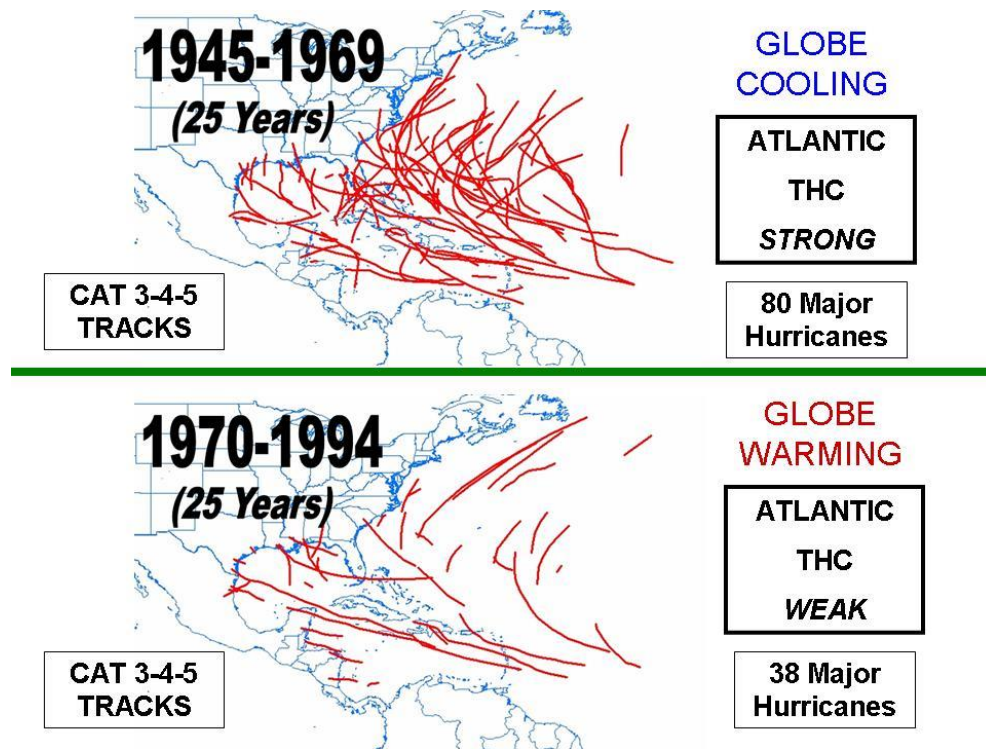 1945-1969
(25 Years)
GLOBE
COOLING
ATLANTIC
THC
STRONG
CAT 3-4-5
TRACKS
80 Major
Hurricanes
1970-1994
(25 Years)
GLOBE
WARMING
ATLANTIC
THC
WEAK
CAT 3-4-5
TRACKS
38 Major
Hurricanes